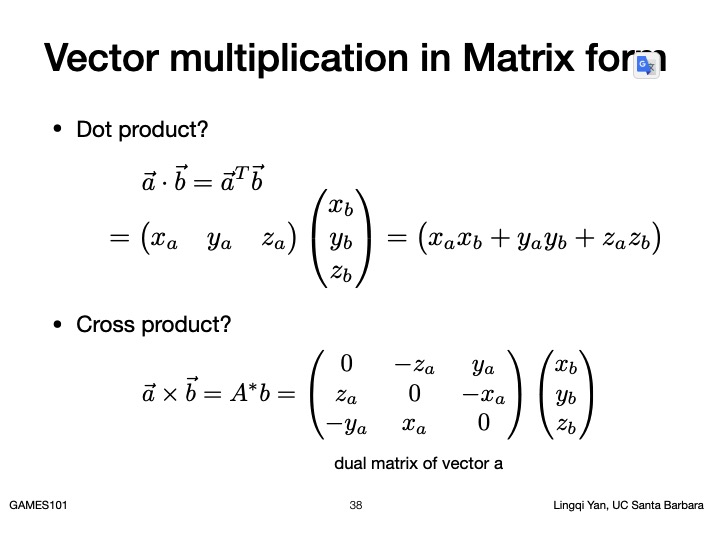 Vector multiplication in Matrix form
• Dot product?
$\vec{a} \cdot \vec{b} = \vec{a}^T \vec{b}$
$= \begin{pmatrix} x_a & y_a & z_a \end{pmatrix} \begin{pmatrix} x_b \\ y_b \\ z_b \end{pmatrix} = \begin{pmatrix} x_a x_b + y_a y_b + z_a z_b \end{pmatrix}$
• Cross product?
$\vec{a} \times \vec{b} = A^* b = \begin{pmatrix} 0 & -z_a & y_a \\ z_a & 0 & -x_a \\ -y_a & x_a & 0 \end{pmatrix} \begin{pmatrix} x_b \\ y_b \\ z_b \end{pmatrix}$
dual matrix of vector a
GAMES101
38
Lingqi Yan, UC Santa Barbara